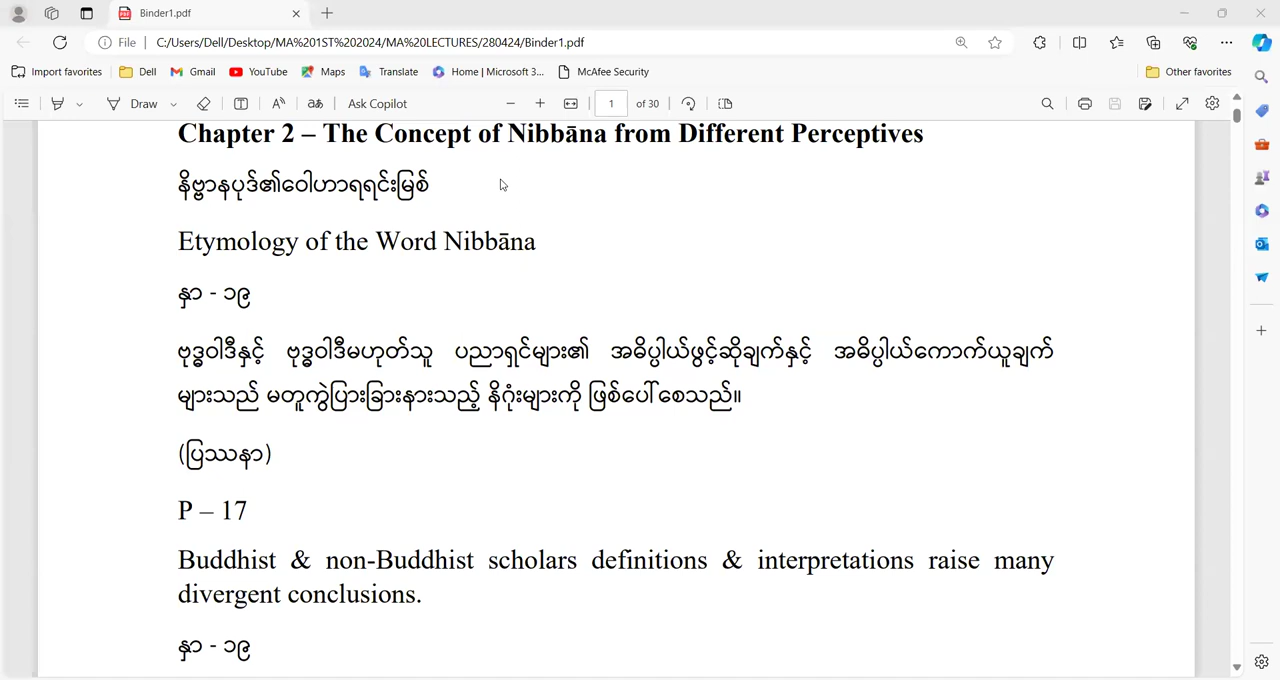 Binder1.pdf
File C:/Users/Dell/Desktop/MA%201ST%202024/MA%20LECTURES/280424/Binder1.pdf
Import favorites Dell Gmail YouTube Maps Translate Home | Microsoft 3... McAfee Security Other favorites
Draw Ask Copilot 1 of 30
Chapter 2 – The Concept of Nibbāna from Different Perceptives
နိဗ္ဗာနပုဒ်၏ဝေါဟာရရင်းမြစ်
Etymology of the Word Nibbāna
နှာ - ၁၉
ဗုဒ္ဓဝါဒီနှင့် ဗုဒ္ဓဝါဒီမဟုတ်သူ ပညာရှင်များ၏ အဓိပ္ပါယ်ဖွင့်ဆိုချက်နှင့် အဓိပ္ပါယ်ကောက်ယူချက်
များသည် မတူကွဲပြားခြားနားသည့် နိဂုံးများကို ဖြစ်ပေါ်စေသည်။
(ပြဿနာ)
P – 17
Buddhist & non-Buddhist scholars definitions & interpretations raise many
divergent conclusions.
နှာ - ၁၉